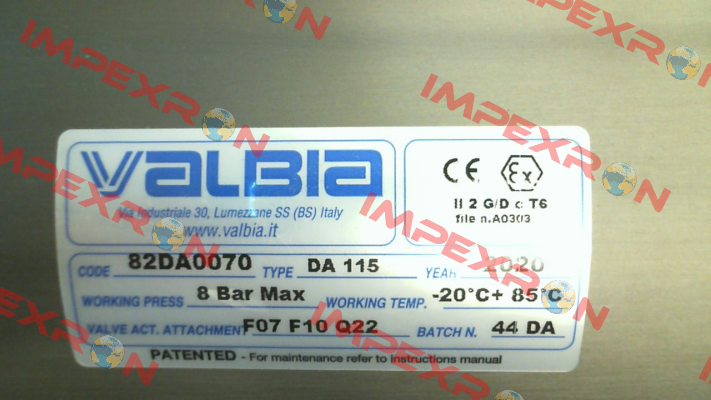 IMPEXRON
IMPEXRON
IMPEXRON
VALBIA
Via Industriale 30, Lumezzane SS (BS) Italy
www.valbia.it
CE Ex
II 2 G/D c T6
file n.A0303
CODE 82DA0070 TYPE DA 115 YEAR 2020
WORKING PRESS 8 Bar Max WORKING TEMP. -20°C+ 85°C
VALVE ACT. ATTACHMENT F07 F10 Q22 BATCH N. 44 DA
PATENTED - For maintenance refer to instructions manual
IMPEXRON
IMPEXRON
IMPEXRON